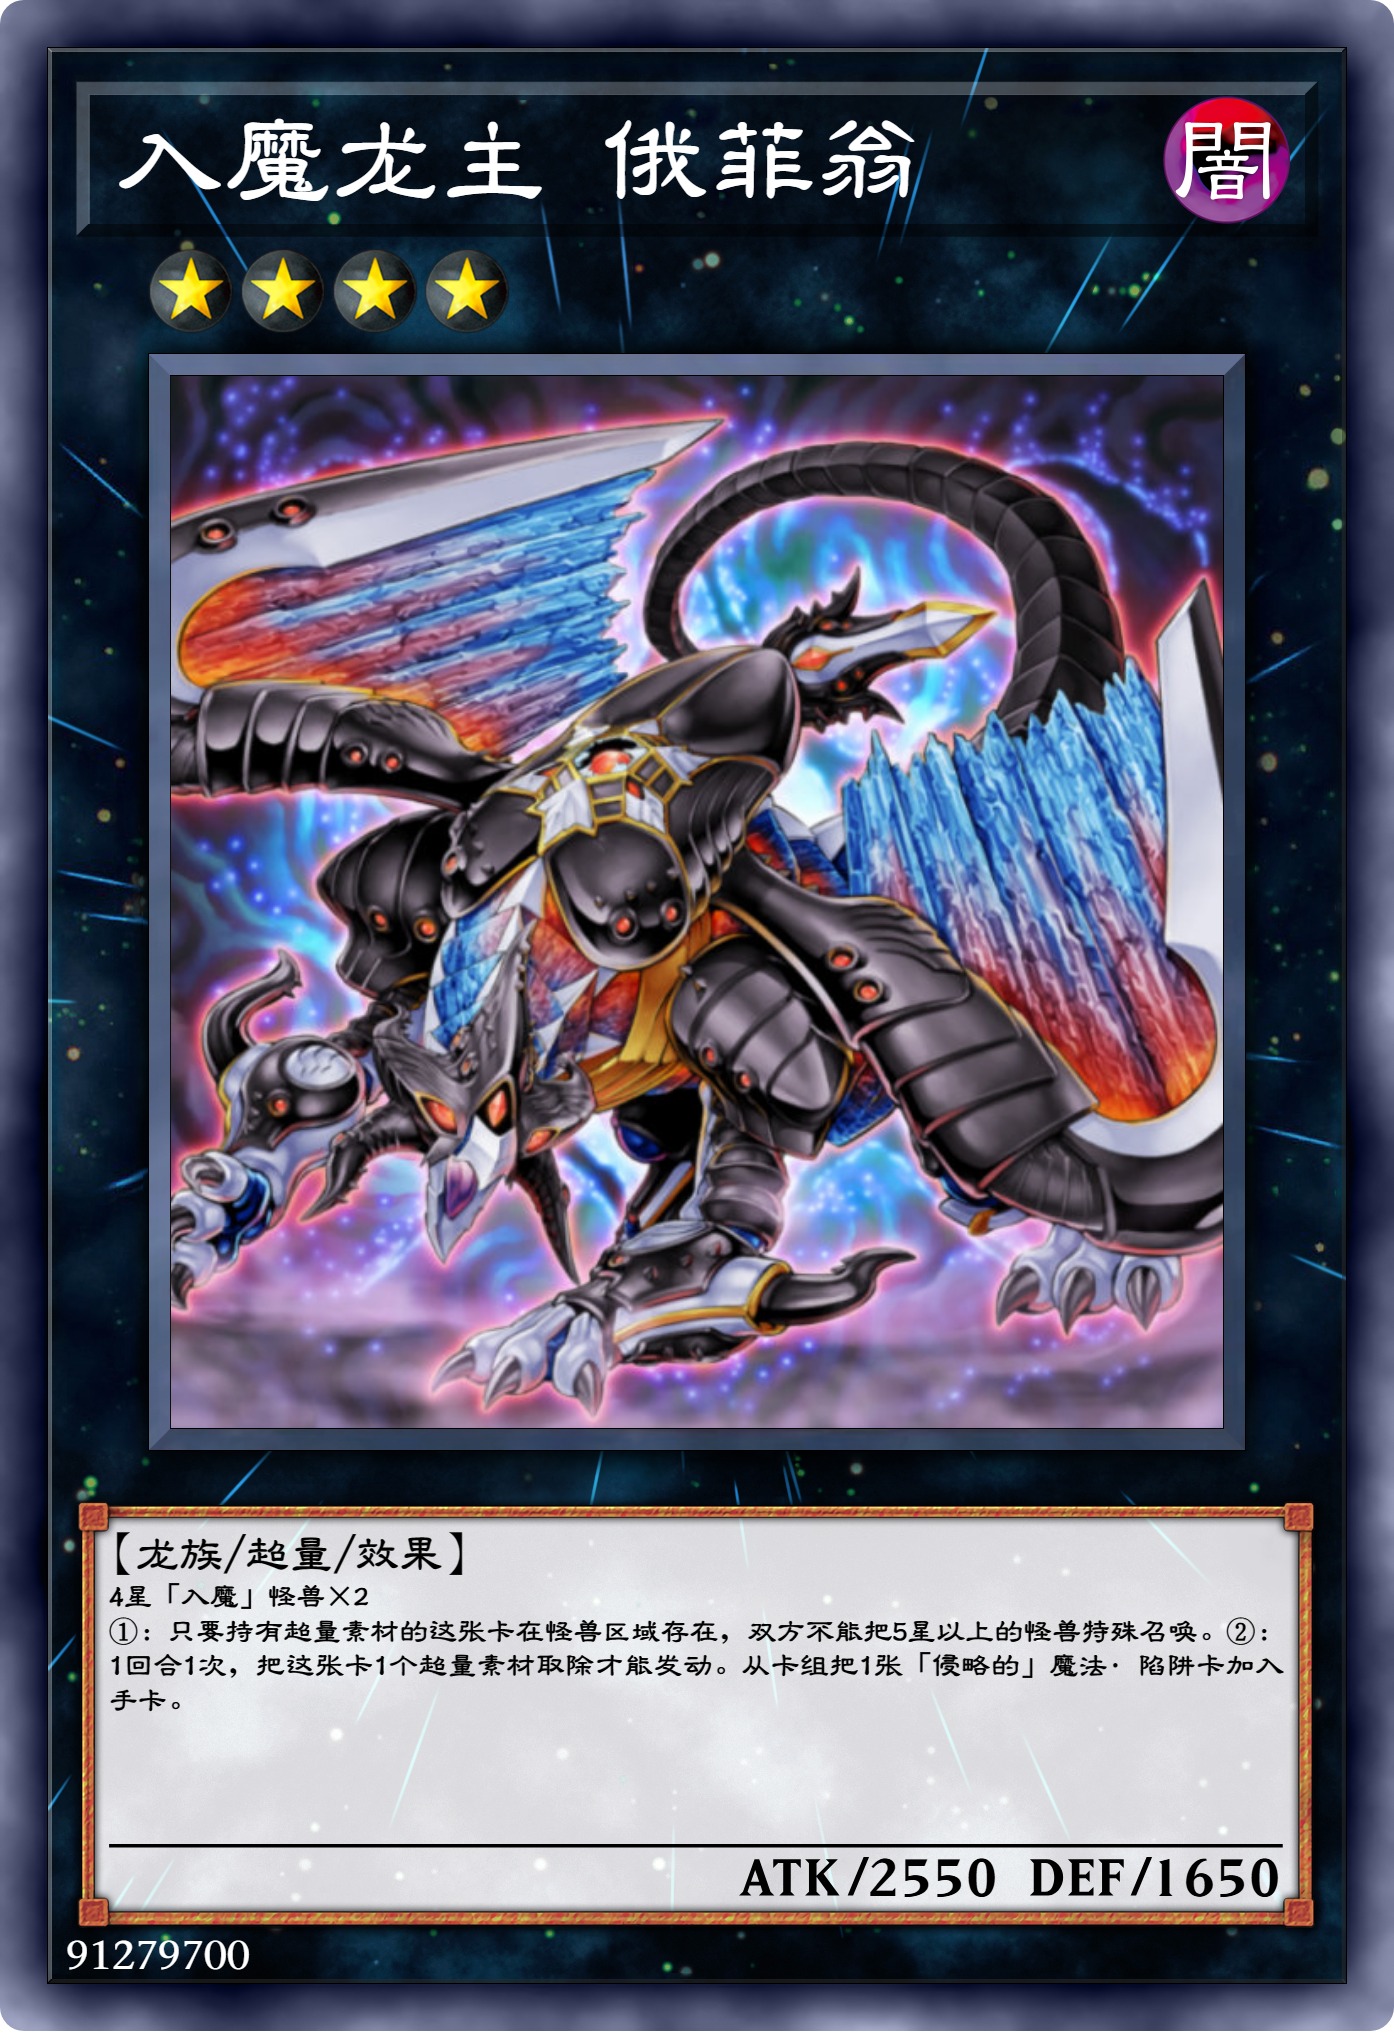 入魔龙主 俄菲翁
闇
【龙族/超量/效果】
4星「入魔」怪兽×2
①：只要持有超量素材的这张卡在怪兽区域存在，双方不能把5星以上的怪兽特殊召唤。②：
1回合1次，把这张卡1个超量素材取除才能发动。从卡组把1张「侵略的」魔法·陷阱卡加入
手卡。
ATK/2550 DEF/1650
91279700